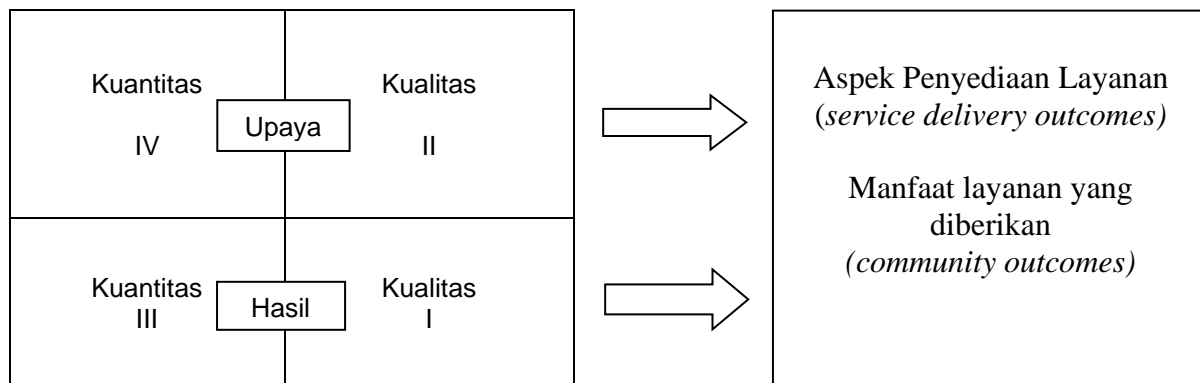 Kuantitas
Kualitas
Upaya
IV
II
Kuantitas
Kualitas
Hasil
III
I
Aspek Penyediaan Layanan
(service delivery outcomes)
Manfaat layanan yang
diberikan
(community outcomes)